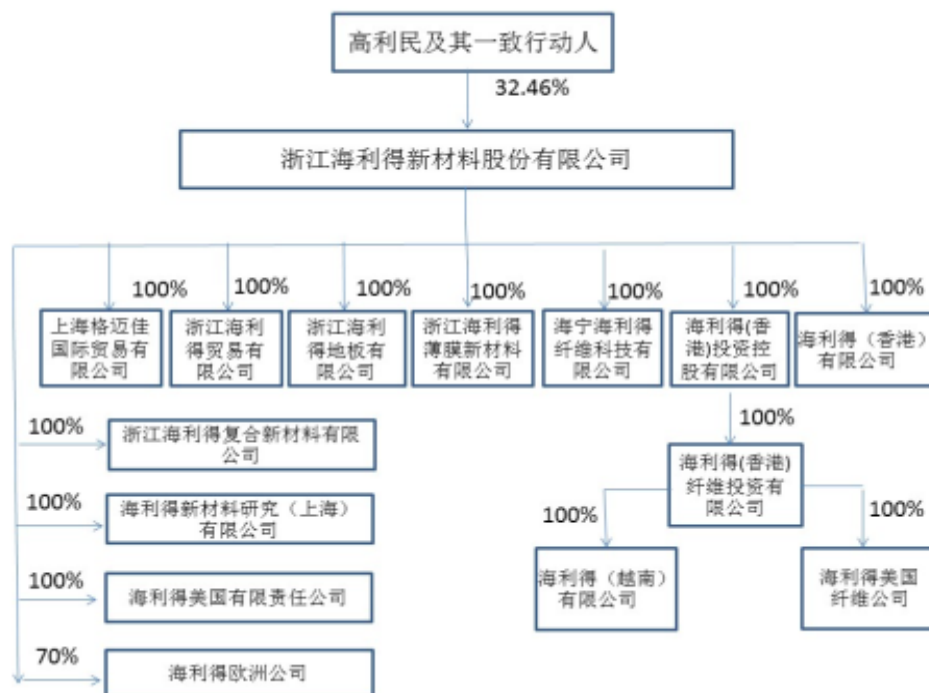 高利民及其一致行动人
32.46%
浙江海利得新材料股份有限公司
100%
100%
100%
100%
100%
100%
100%
上海格迈佳
国际贸易有
限公司
浙江海利
得贸易有
限公司
浙江海利
得地板有
限公司
浙江海利得
薄膜新材料
有限公司
海宁海利得
纤维科技有
限公司
海利得(香
港)投资控
股有限公司
海利得（香港）
有限公司
100%
浙江海利得复合新材料有限
公司
100%
海利得(香港)
纤维投资有
限公司
100%
海利得新材料研究（上海）
有限公司
100%
100%
海利得（越南）
有限公司
海利得美国
纤维公司
100%
海利得美国有限责任公司
70%
海利得欧洲公司